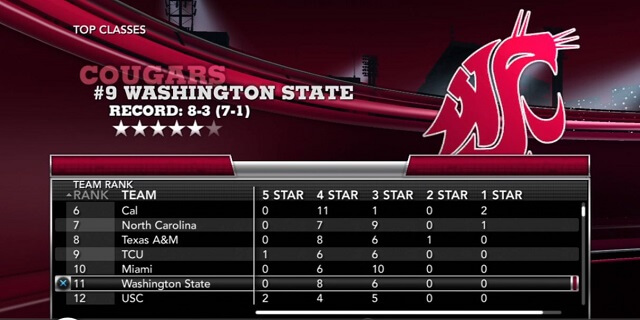 TOP CLASSES
COUGARS
#9 WASHINGTON STATE
RECORD: 8-3 (7-1)
TEAM RANK
RANK TEAM 5 STAR 4 STAR 3 STAR 2 STAR 1 STAR
6 Cal 0 11 1 0 2
7 North Carolina 0 7 9 0 1
8 Texas A&M 0 8 6 1 0
9 TCU 1 6 6 0 0
10 Miami 0 6 10 0 0
11 Washington State 0 8 6 0 0
12 USC 2 4 5 0 0